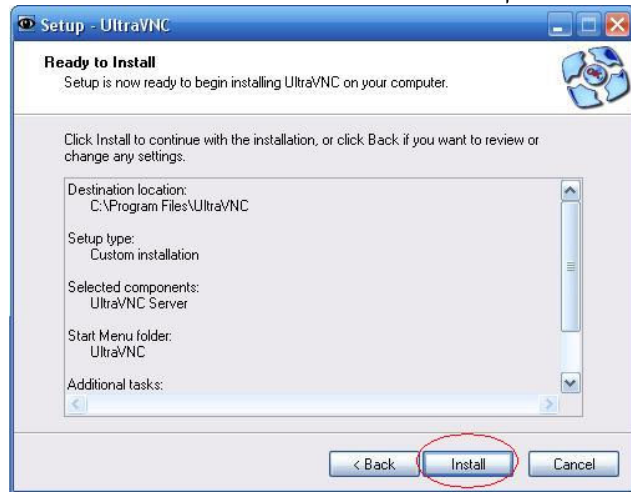 Setup - UltraVNC
Ready to Install
Setup is now ready to begin installing UltraVNC on your computer.
Click Install to continue with the installation, or click Back if you want to review or
change any settings.
Destination location:
C:\Program Files\UltraVNC
Setup type:
Custom installation
Selected components:
UltraVNC Server
Start Menu folder:
UltraVNC
Additional tasks:
< Back
Install
Cancel